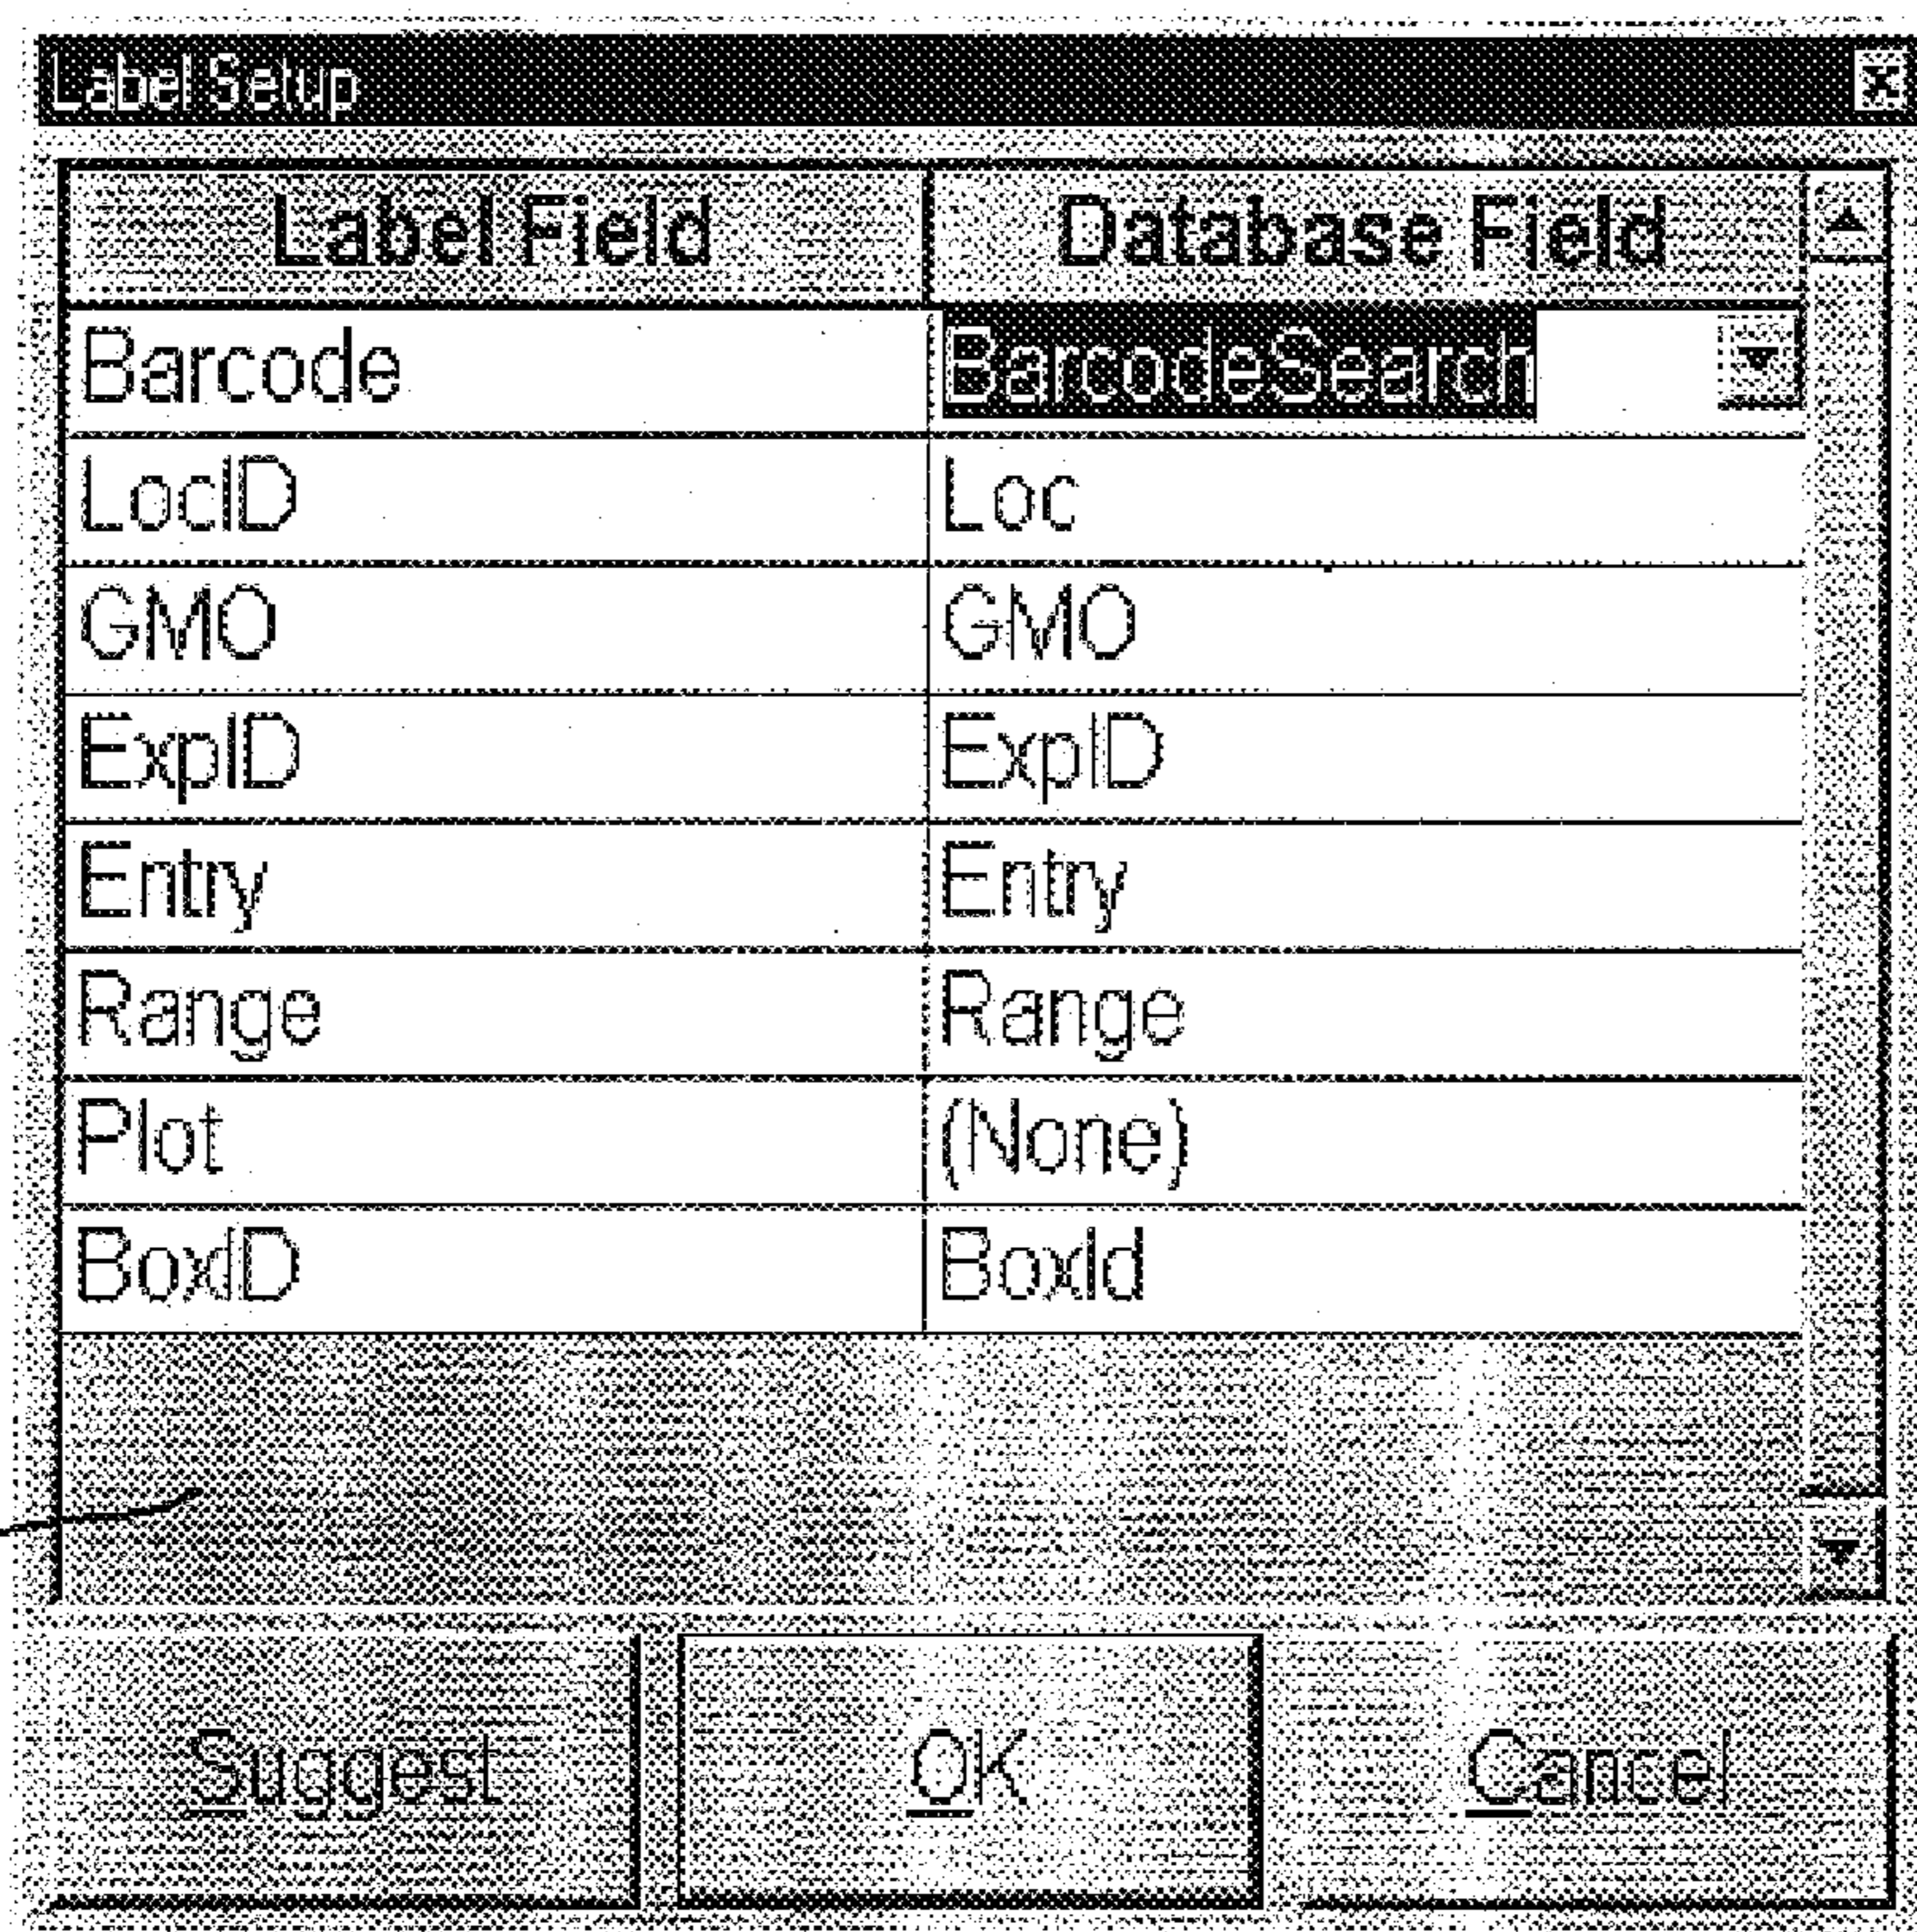 Label Setup
Label Field Database Field
Barcode BarcodeSearch
LocID Loc
GMO GMO
ExpID ExpID
Entry Entry
Range Range
Plot (None)
BoxID BoxId
Suggest OK Cancel